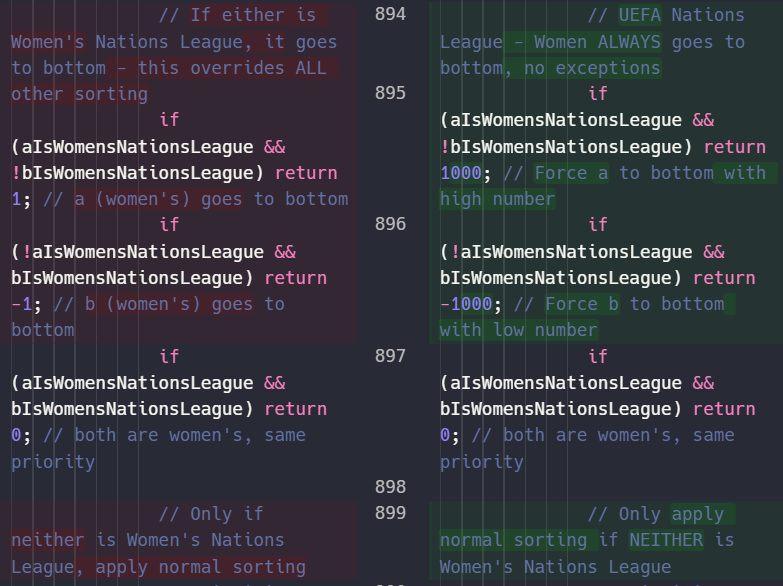 // If either is
Women's Nations League, it goes
to bottom - this overrides ALL
other sorting
if
(aIsWomensNationsLeague &&
!bIsWomensNationsLeague) return
1; // a (women's) goes to bottom
if
(!aIsWomensNationsLeague &&
bIsWomensNationsLeague) return
-1; // b (women's) goes to
bottom
if
(aIsWomensNationsLeague &&
bIsWomensNationsLeague) return
0; // both are women's, same
priority
// Only if
neither is Women's Nations
League, apply normal sorting
894 // UEFA Nations
League - Women ALWAYS goes to
bottom, no exceptions
895 if
(aIsWomensNationsLeague &&
!bIsWomensNationsLeague) return
1000; // Force a to bottom with
high number
896 if
(!aIsWomensNationsLeague &&
bIsWomensNationsLeague) return
-1000; // Force b to bottom
with low number
897 if
(aIsWomensNationsLeague &&
bIsWomensNationsLeague) return
0; // both are women's, same
priority
898
899 // Only apply
normal sorting if NEITHER is
Women's Nations League